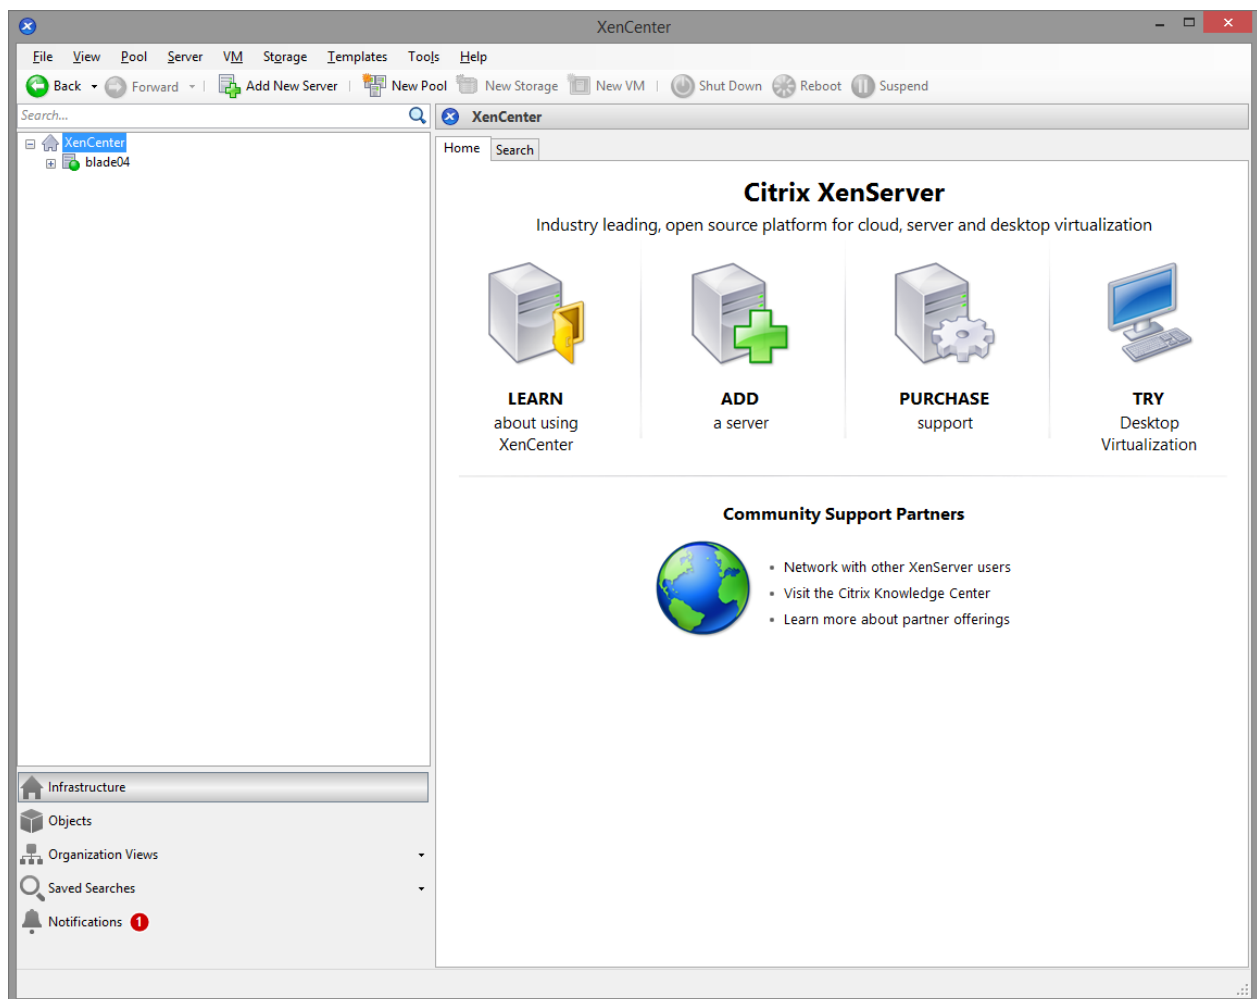 XenCenter
File View Pool Server VM Storage Templates Tools Help
Back Forward Add New Server New Pool New Storage New VM Shut Down Reboot Suspend
Search...
XenCenter
XenCenter
blade04
Home Search
Citrix XenServer
Industry leading, open source platform for cloud, server and desktop virtualization
LEARN
about using
XenCenter
ADD
a server
PURCHASE
support
TRY
Desktop
Virtualization
Community Support Partners
Network with other XenServer users
Visit the Citrix Knowledge Center
Learn more about partner offerings
Infrastructure
Objects
Organization Views
Saved Searches
Notifications 1